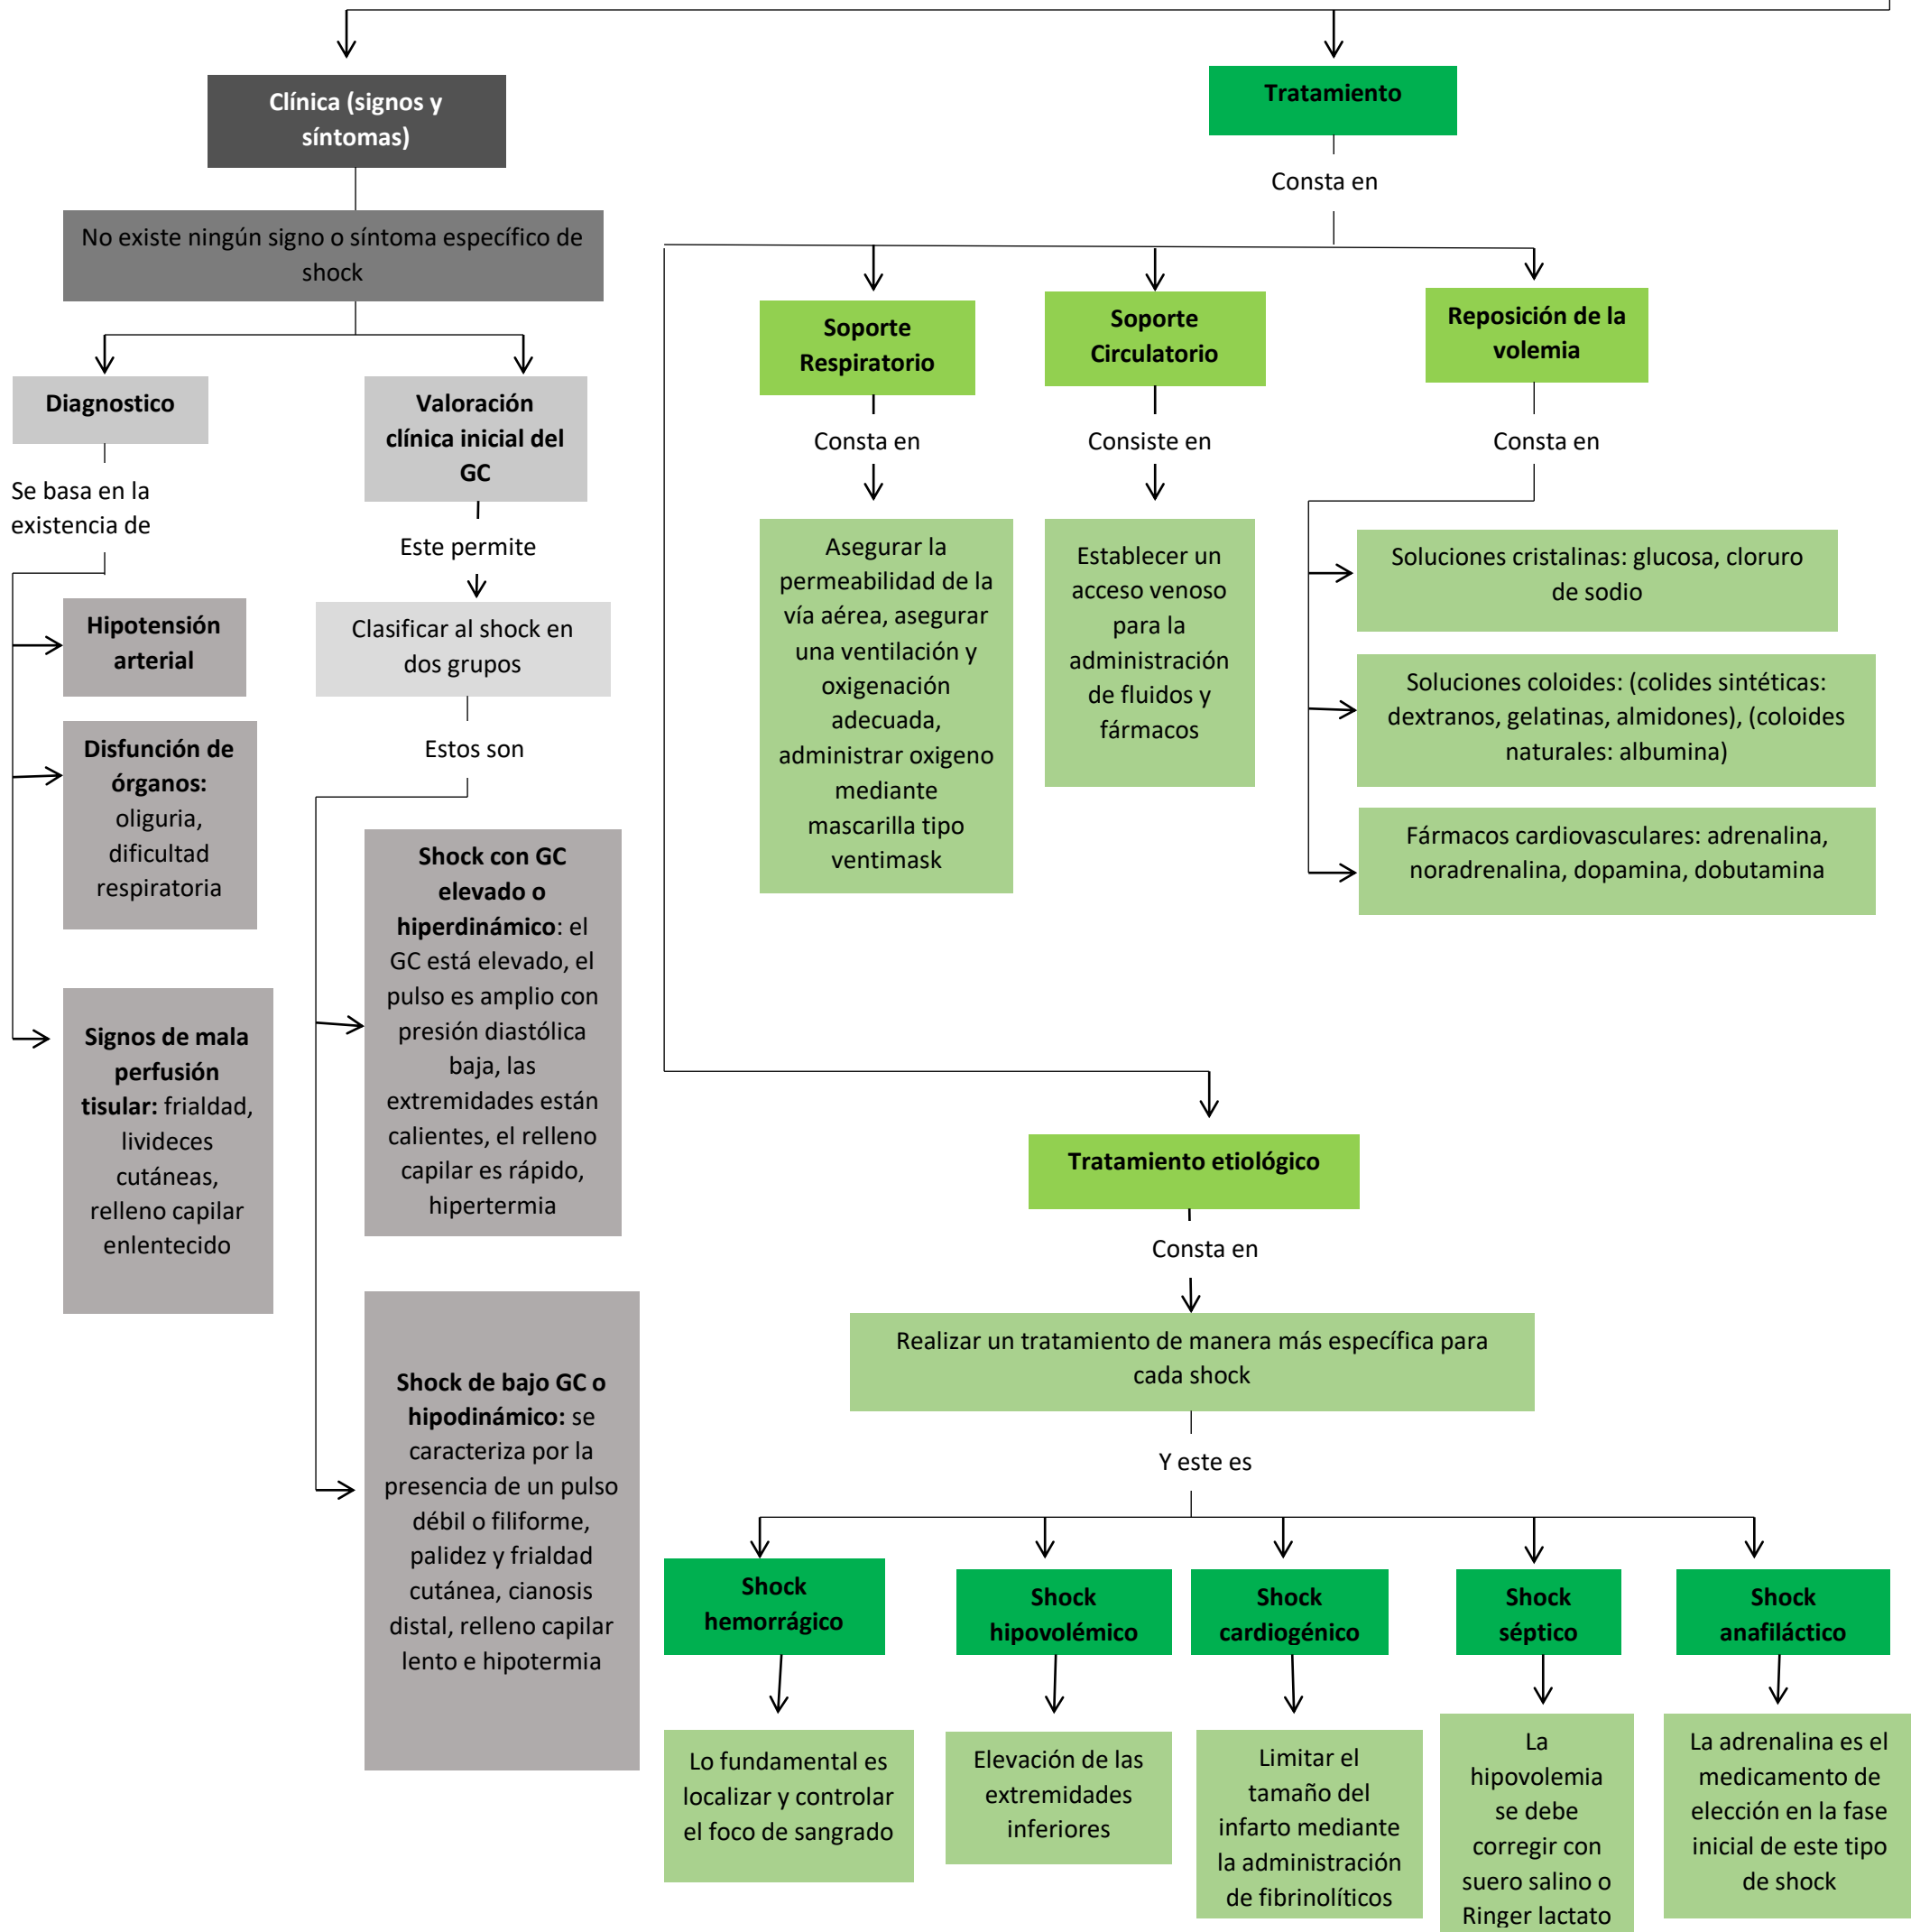 Clínica (signos y
síntomas)
No existe ningún signo o síntoma específico de
shock
Diagnostico
Se basa en la
existencia de
Hipotensión
arterial
Disfunción de
órganos:
oliguria,
dificultad
respiratoria
Signos de mala
perfusión
tisular: frialdad,
livideces
cutáneas,
relleno capilar
enlentecido
Valoración
clínica inicial del
GC
Este permite
Clasificar al shock en
dos grupos
Estos son
Shock con GC
elevado o
hiperdinámico: el
GC está elevado, el
pulso es amplio con
presión diastólica
baja, las
extremidades están
calientes, el relleno
capilar es rápido,
hipertermia
Shock de bajo GC o
hipodinámico: se
caracteriza por la
presencia de un pulso
débil o filiforme,
palidez y frialdad
cutánea, cianosis
distal, relleno capilar
lento e hipotermia
Tratamiento
Consta en
Soporte
Respiratorio
Consta en
Asegurar la
permeabilidad de la
vía aérea, asegurar
una ventilación y
oxigenación
adecuada,
administrar oxigeno
mediante
mascarilla tipo
ventimask
Soporte
Circulatorio
Consiste en
Establecer un
acceso venoso
para la
administración
de fluidos y
fármacos
Reposición de la
volemia
Consta en
Soluciones cristalinas: glucosa, cloruro
de sodio
Soluciones coloides: (colides sintéticas:
dextranos, gelatinas, almidones), (coloides
naturales: albumina)
Fármacos cardiovasculares: adrenalina,
noradrenalina, dopamina, dobutamina
Tratamiento etiológico
Consta en
Realizar un tratamiento de manera más específica para
cada shock
Y este es
Shock
hemorrágico
Lo fundamental es
localizar y controlar
el foco de sangrado
Shock
hipovolémico
Elevación de las
extremidades
inferiores
Shock
cardiogénico
Limitar el
tamaño del
infarto mediante
la administración
de fibrinolíticos
Shock
séptico
La
hipovolemia
se debe
corregir con
suero salino o
Ringer lactato
Shock
anafiláctico
La adrenalina es el
medicamento de
elección en la fase
inicial de este tipo
de shock